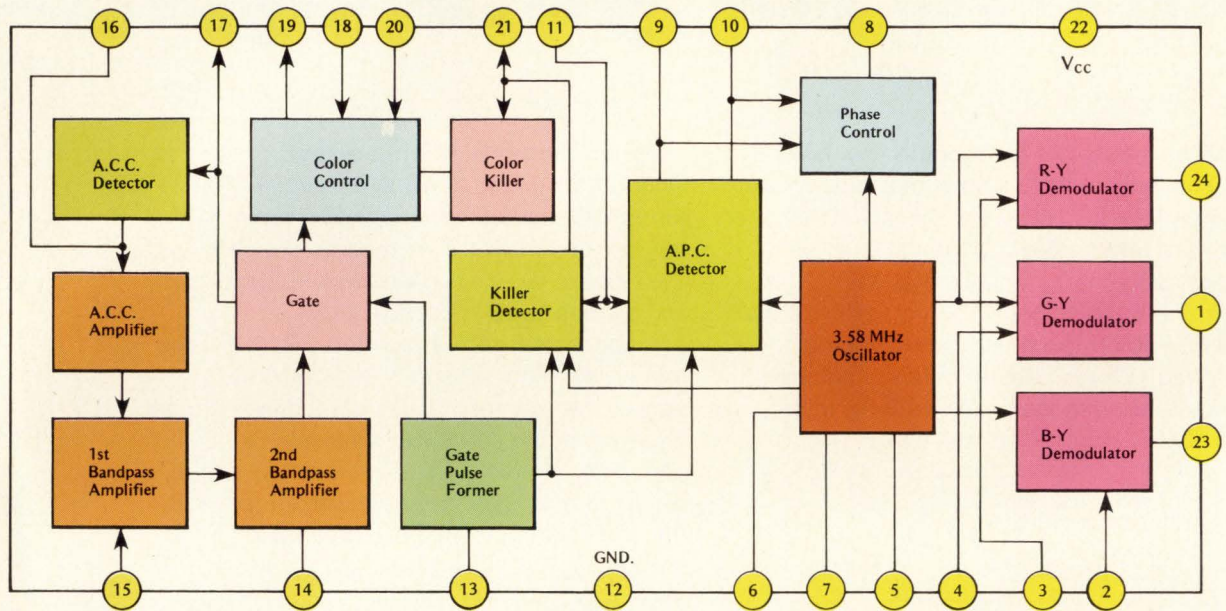 16
17
19
18
20
21
11
9
10
8
22
VCC
A.C.C.
Detector
Color
Control
Color
Killer
Phase
Control
R-Y
Demodulator
24
A.C.C.
Amplifier
Gate
Killer
Detector
A.P.C.
Detector
3.58 MHz
Oscillator
G-Y
Demodulator
1
1st
Bandpass
Amplifier
2nd
Bandpass
Amplifier
Gate
Pulse
Former
B-Y
Demodulator
23
GND.
15
14
13
12
6
7
5
4
3
2